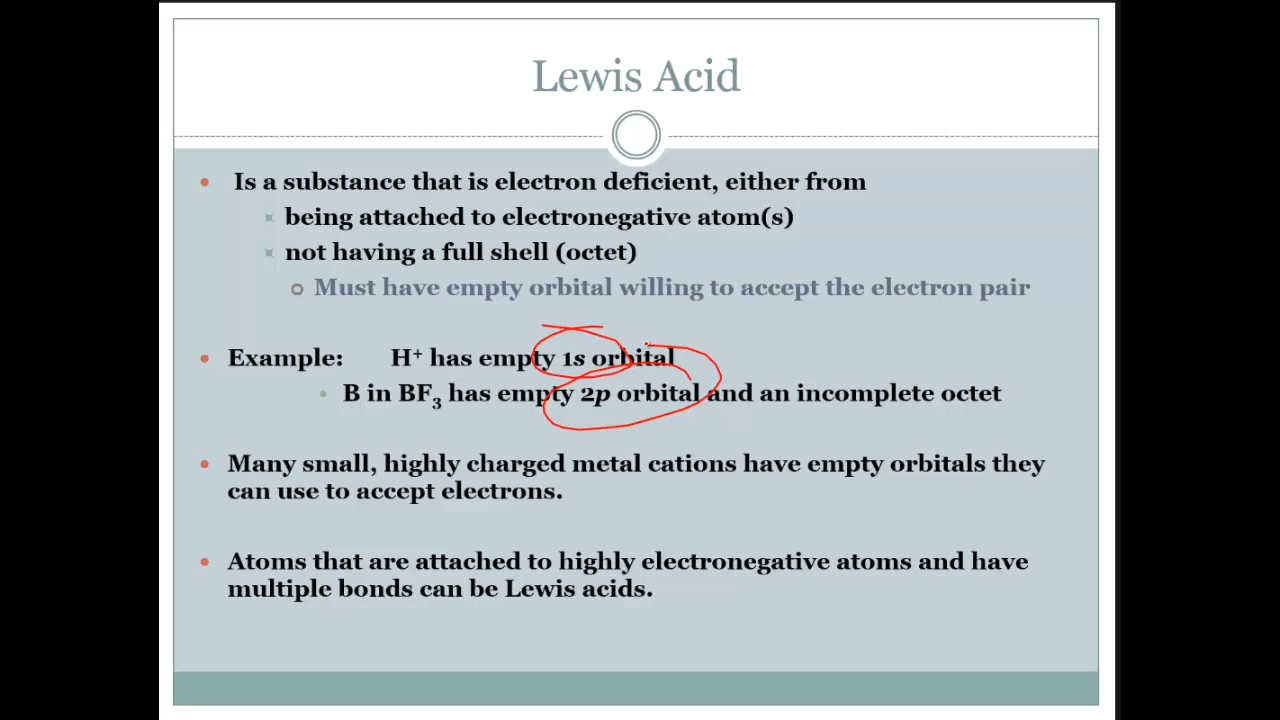 Lewis Acid
Is a substance that is electron deficient, either from
being attached to electronegative atom(s)
not having a full shell (octet)
Must have empty orbital willing to accept the electron pair
Example: H⁺ has empty 1s orbital
B in BF₃ has empty 2p orbital and an incomplete octet
Many small, highly charged metal cations have empty orbitals they
can use to accept electrons.
Atoms that are attached to highly electronegative atoms and have
multiple bonds can be Lewis acids.